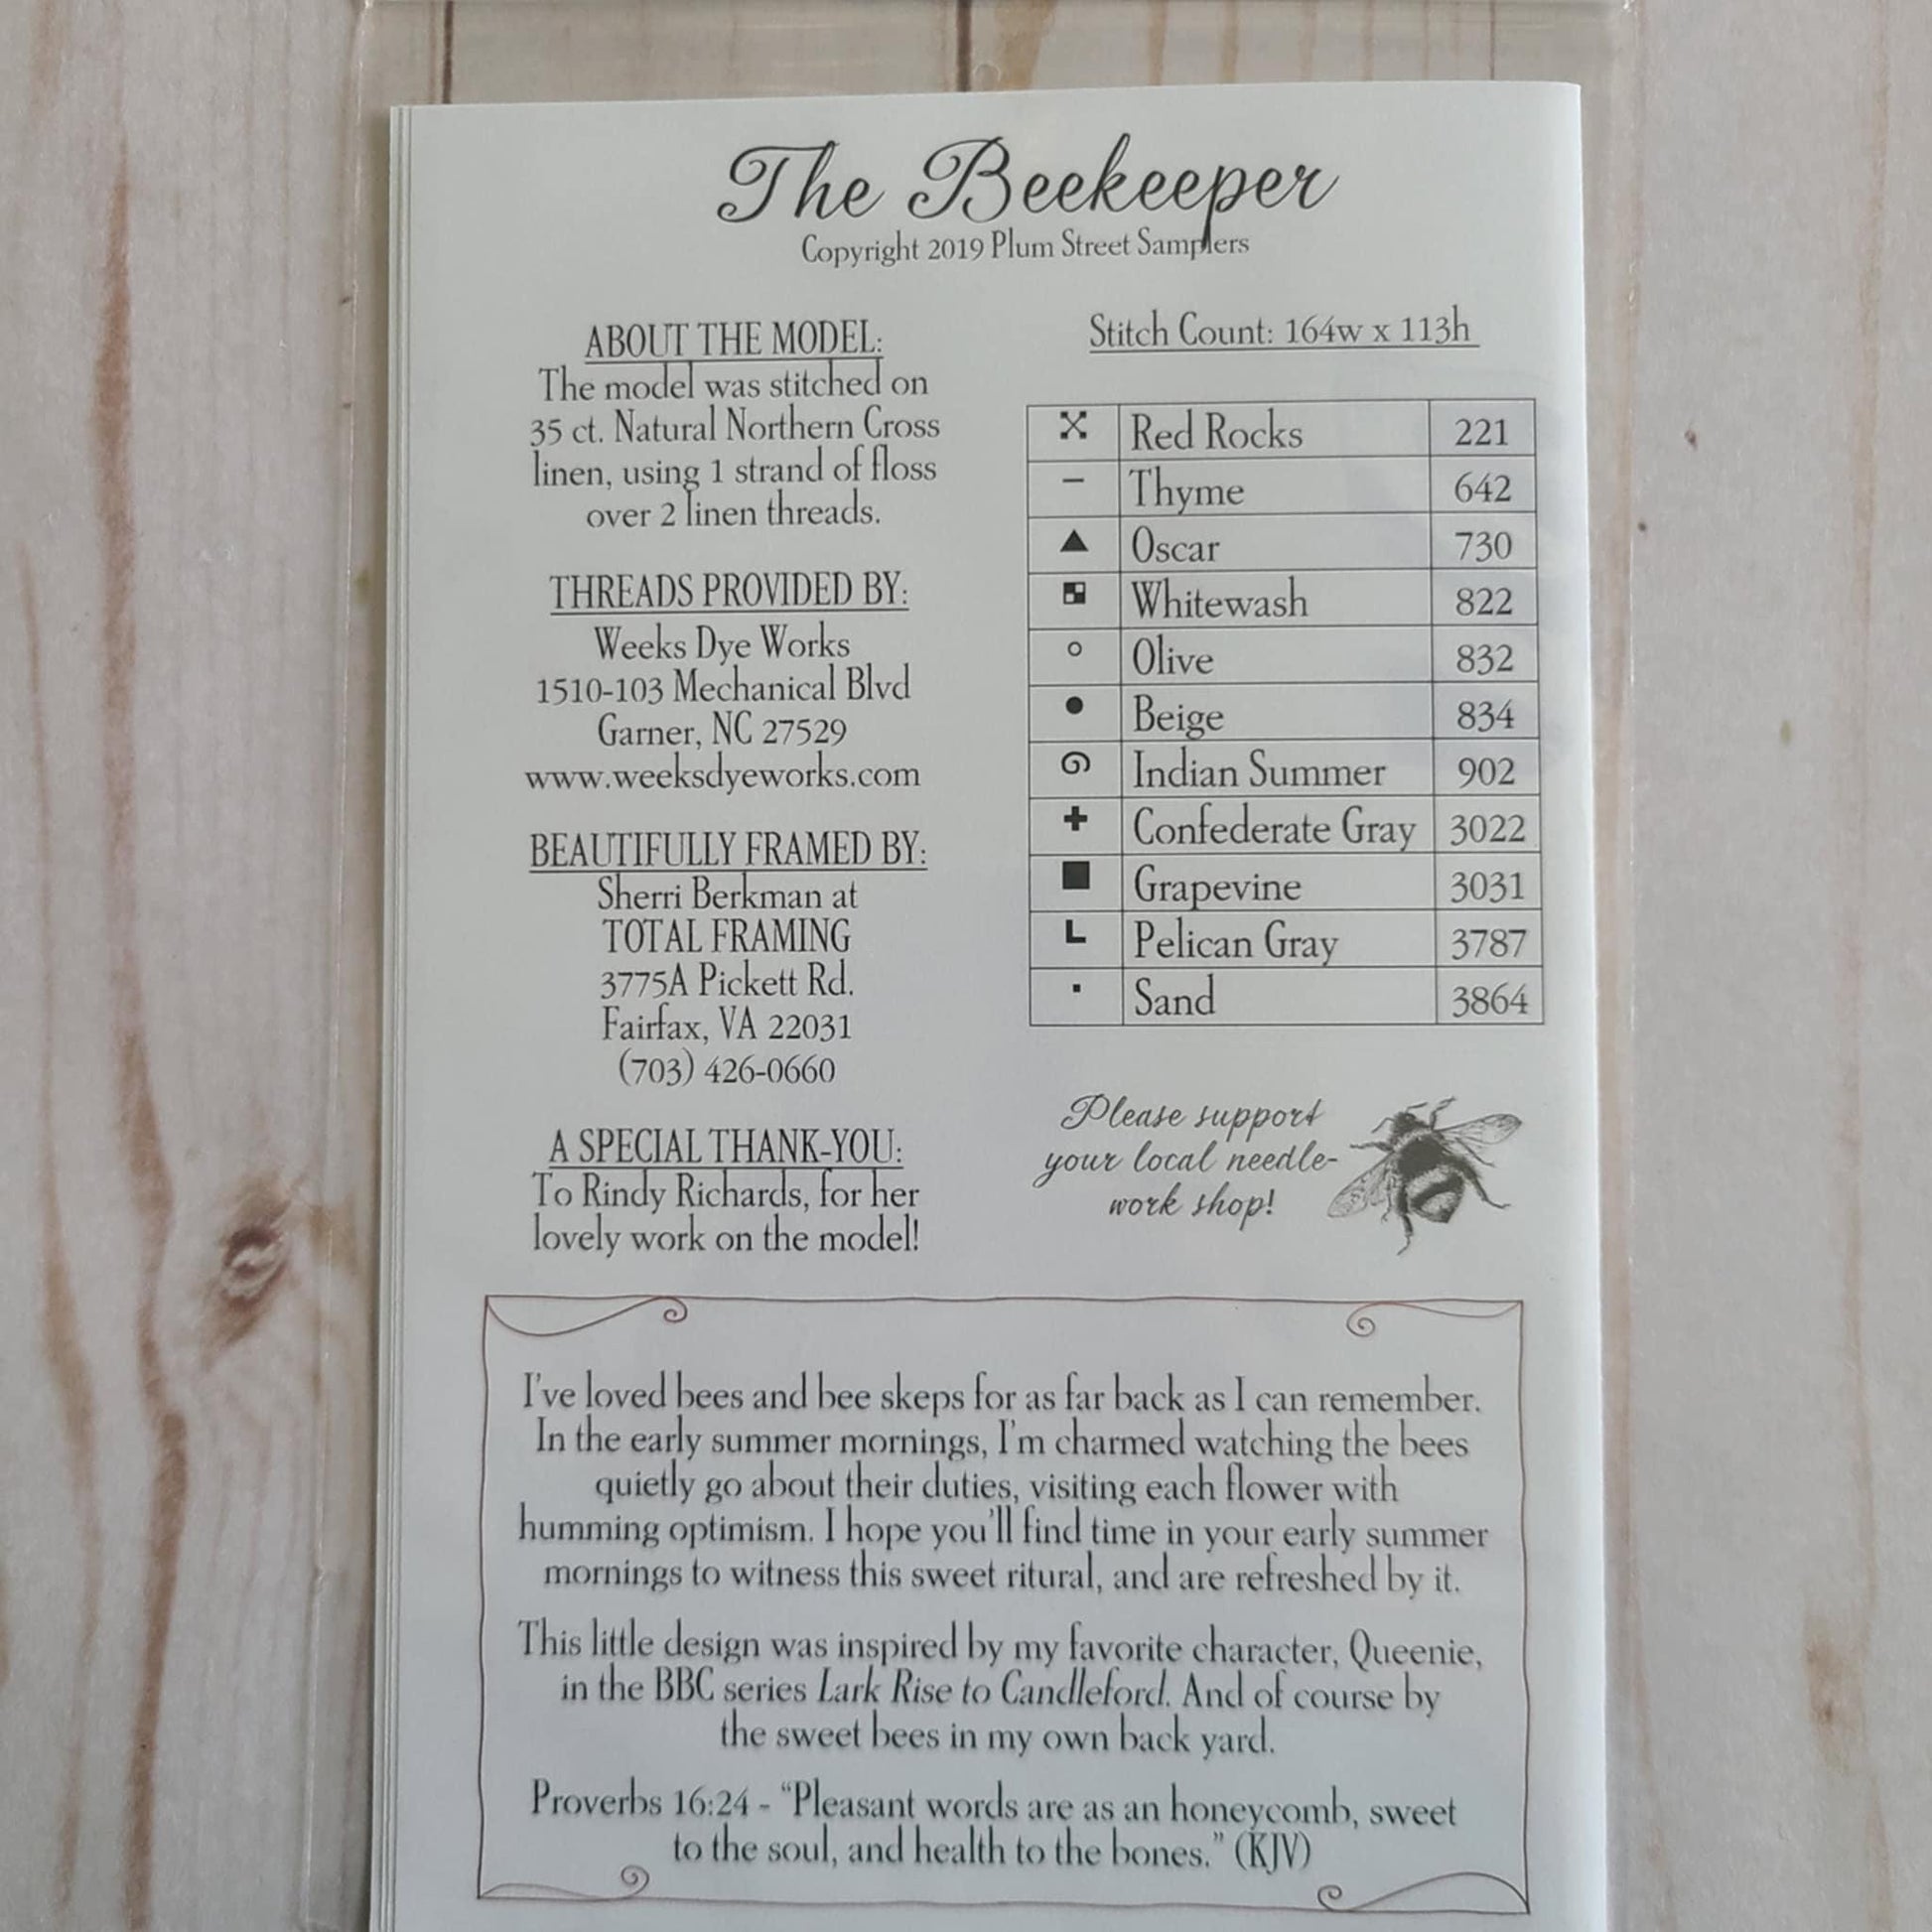 The Beekeeper
Copyright 2019 Plum Street Samplers
ABOUT THE MODEL:
The model was stitched on
35 ct. Natural Northern Cross
linen, using 1 strand of floss
over 2 linen threads.
THREADS PROVIDED BY:
Weeks Dye Works
1510-103 Mechanical Blvd
Garner, NC 27529
www.weeksdyeworks.com
BEAUTIFULLY FRAMED BY:
Sherri Berkman at
TOTAL FRAMING
3775A Pickett Rd.
Fairfax, VA 22031
(703) 426-0660
A SPECIAL THANK-YOU:
To Rindy Richards, for her
lovely work on the model!
Stitch Count: 164w x 113h
Red Rocks 221
Thyme 642
Oscar 730
Whitewash 822
Olive 832
Beige 834
Indian Summer 902
Confederate Gray 3022
Grapevine 3031
Pelican Gray 3787
Sand 3864
Please support
your local needle-
work shop!
I've loved bees and bee skeps for as far back as I can remember.
In the early summer mornings, I'm charmed watching the bees
quietly go about their duties, visiting each flower with
humming optimism. I hope you'll find time in your early summer
mornings to witness this sweet ritural, and are refreshed by it.
This little design was inspired by my favorite character, Queenie,
in the BBC series Lark Rise to Candleford. And of course by
the sweet bees in my own back yard.
Proverbs 16:24 - “Pleasant words are as an honeycomb, sweet
to the soul, and health to the bones.” (KJV)